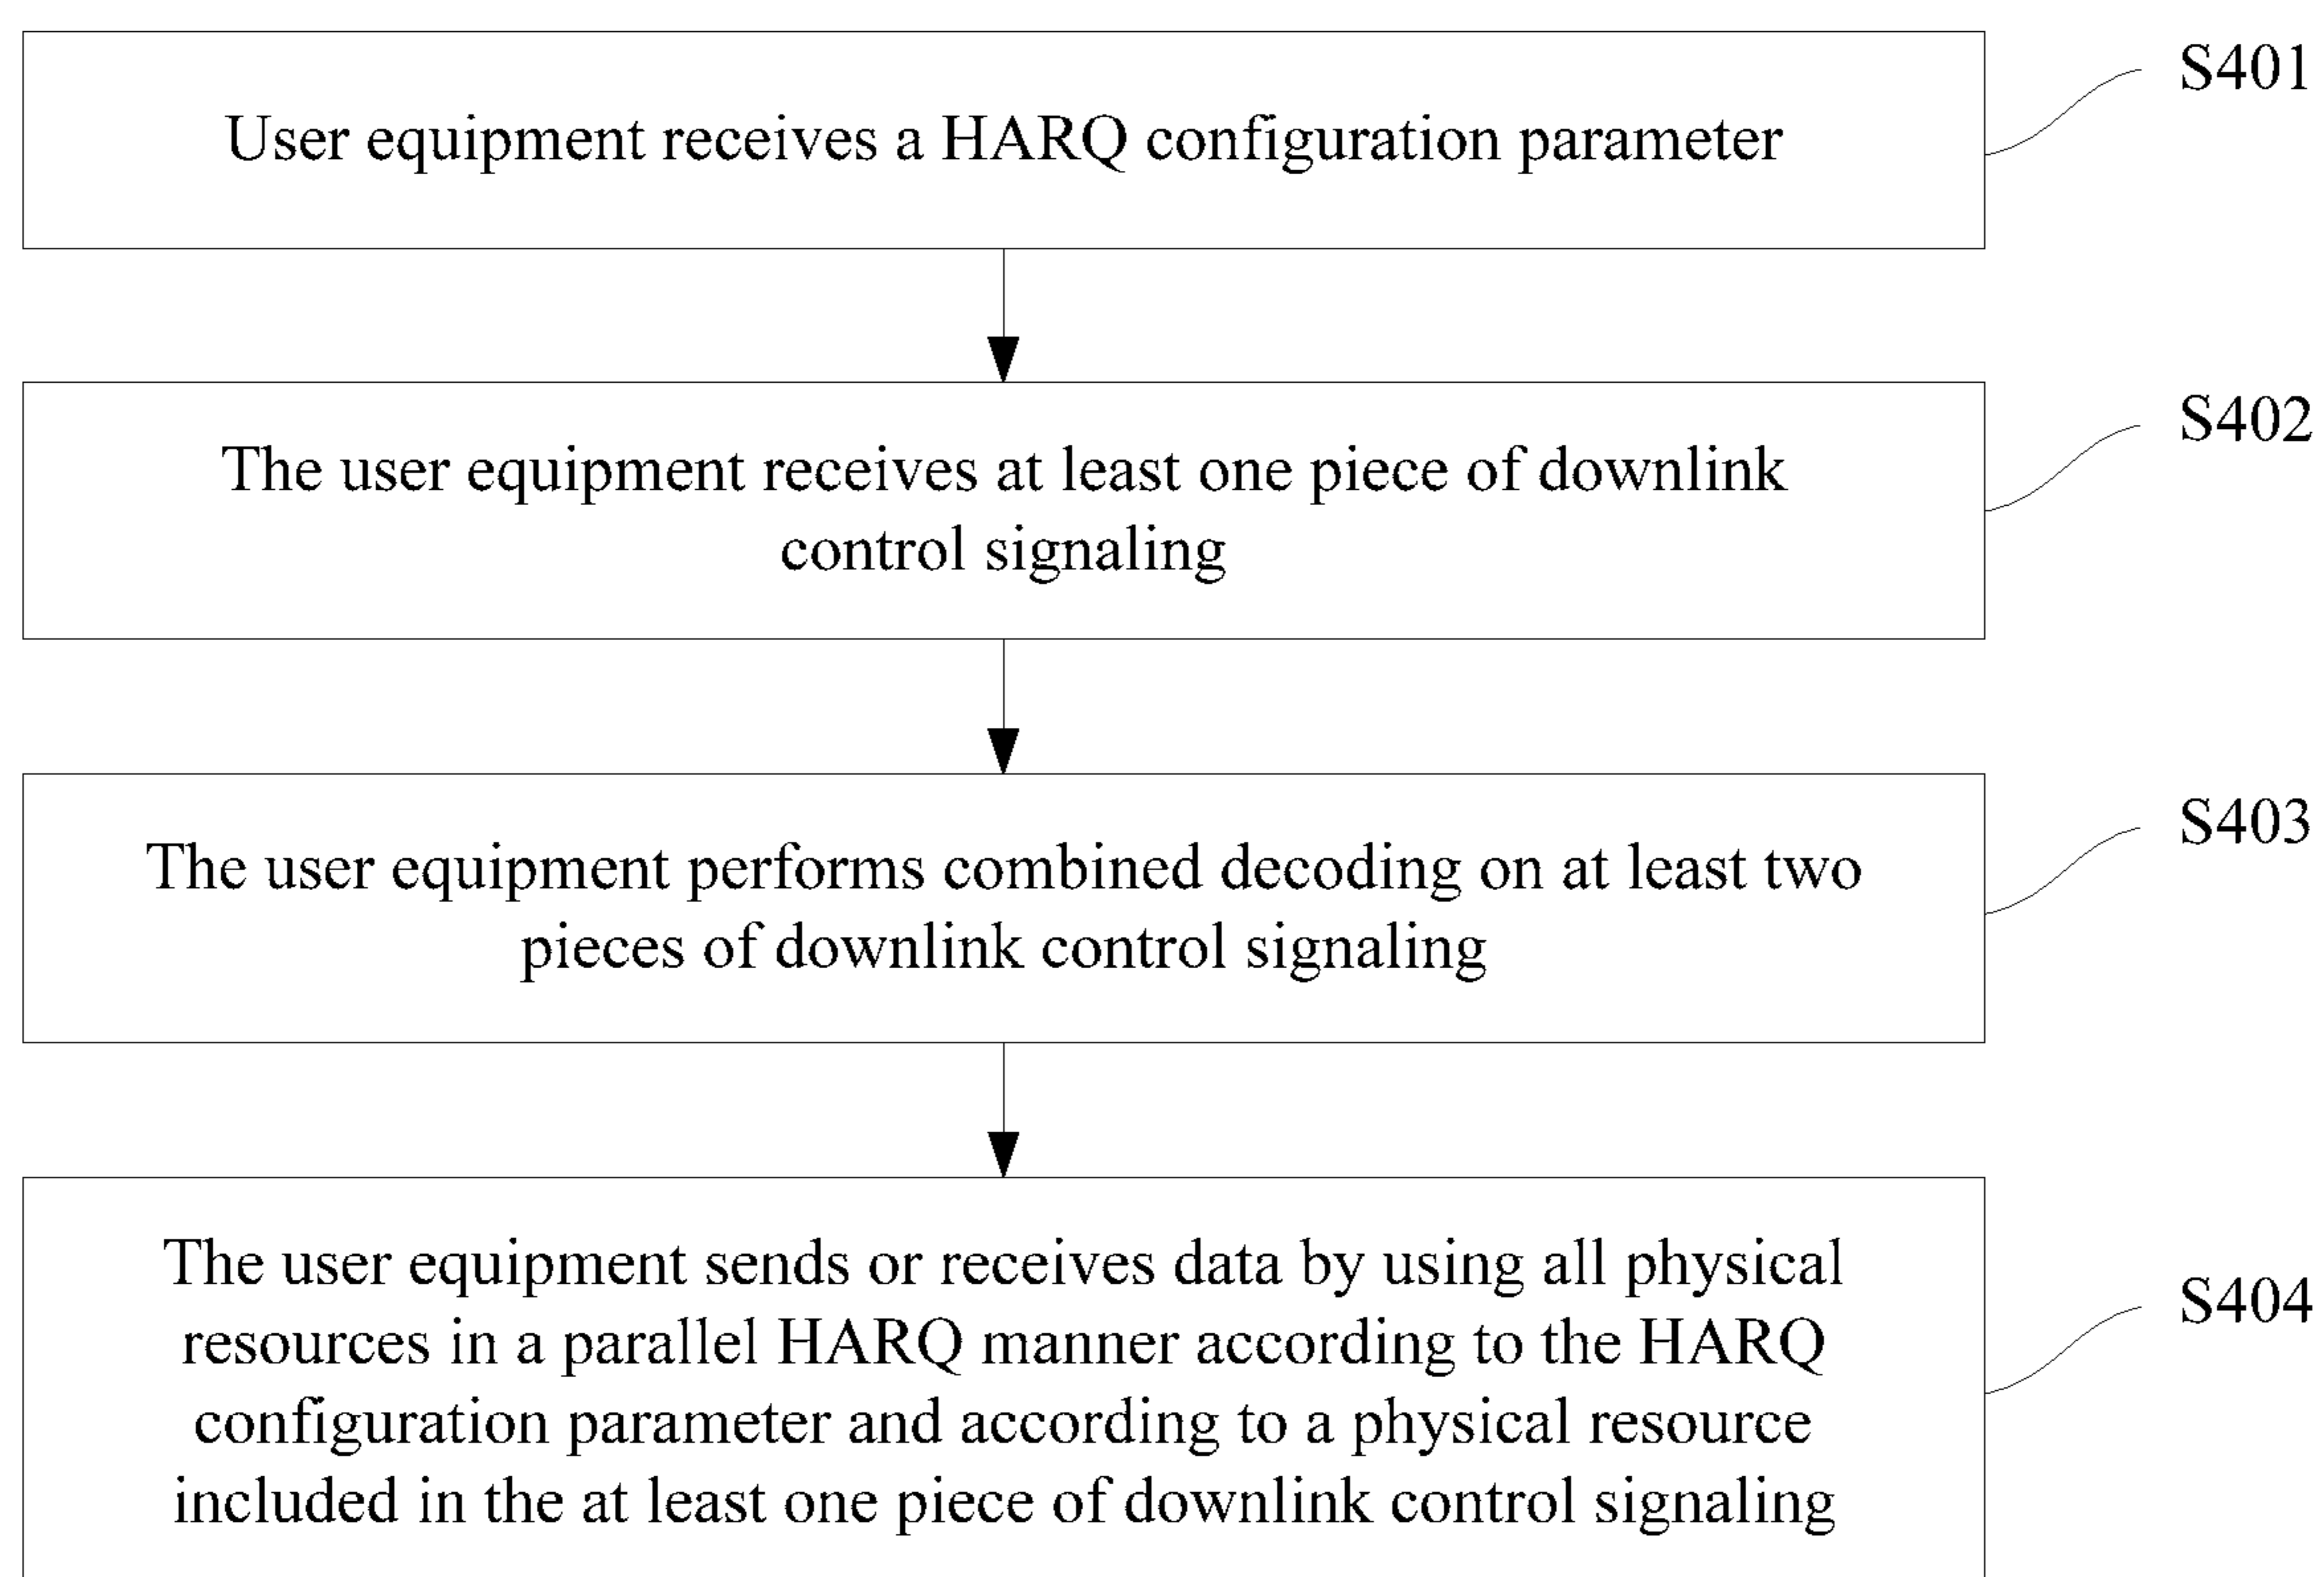 S401
User equipment receives a HARQ configuration parameter
S402
The user equipment receives at least one piece of downlink
control signaling
S403
The user equipment performs combined decoding on at least two
pieces of downlink control signaling
S404
The user equipment sends or receives data by using all physical
resources in a parallel HARQ manner according to the HARQ
configuration parameter and according to a physical resource
included in the at least one piece of downlink control signaling